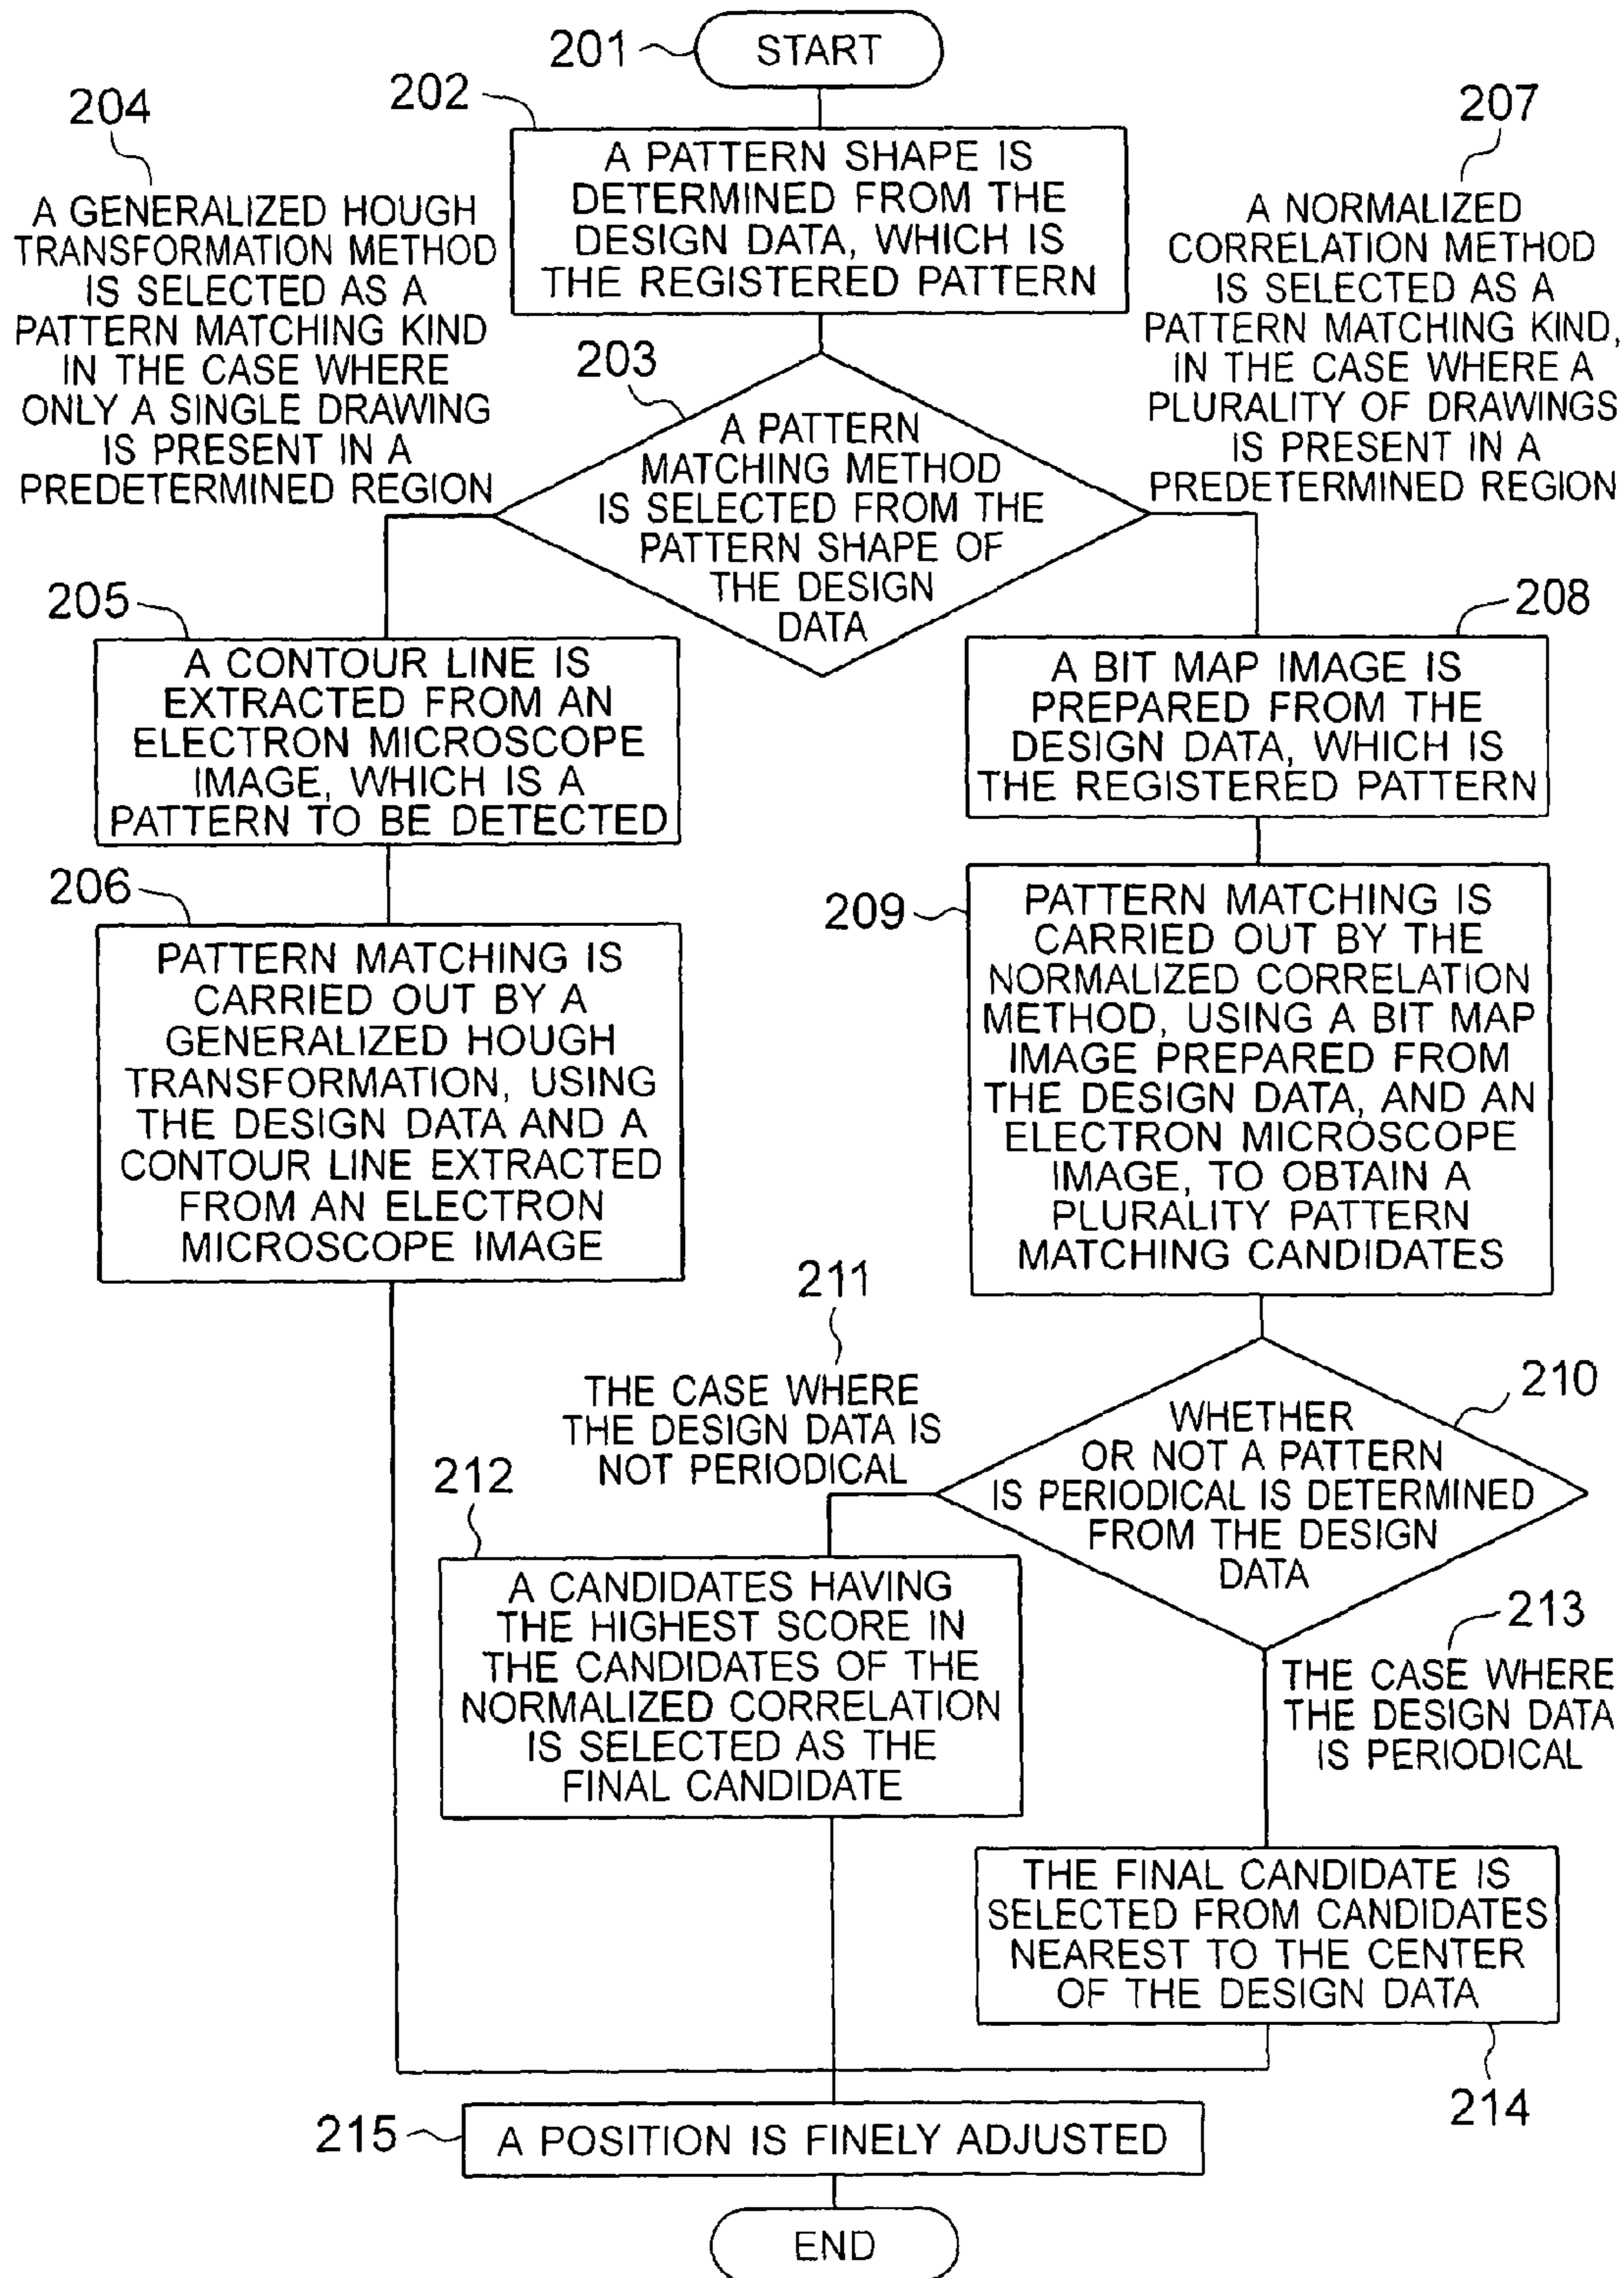 201
START
202
A PATTERN SHAPE IS
DETERMINED FROM THE
DESIGN DATA, WHICH IS
THE REGISTERED PATTERN
204
A GENERALIZED HOUGH
TRANSFORMATION METHOD
IS SELECTED AS A
PATTERN MATCHING KIND
IN THE CASE WHERE
ONLY A SINGLE DRAWING
IS PRESENT IN A
PREDETERMINED REGION
207
A NORMALIZED
CORRELATION METHOD
IS SELECTED AS A
PATTERN MATCHING KIND,
IN THE CASE WHERE A
PLURALITY OF DRAWINGS
IS PRESENT IN A
PREDETERMINED REGION
203
A PATTERN
MATCHING METHOD
IS SELECTED FROM THE
PATTERN SHAPE OF
THE DESIGN
DATA
205
A CONTOUR LINE IS
EXTRACTED FROM AN
ELECTRON MICROSCOPE
IMAGE, WHICH IS A
PATTERN TO BE DETECTED
206
PATTERN MATCHING IS
CARRIED OUT BY A
GENERALIZED HOUGH
TRANSFORMATION, USING
THE DESIGN DATA AND A
CONTOUR LINE EXTRACTED
FROM AN ELECTRON
MICROSCOPE IMAGE
208
A BIT MAP IMAGE IS
PREPARED FROM THE
DESIGN DATA, WHICH IS
THE REGISTERED PATTERN
209
PATTERN MATCHING IS
CARRIED OUT BY THE
NORMALIZED CORRELATION
METHOD, USING A BIT MAP
IMAGE PREPARED FROM
THE DESIGN DATA, AND AN
ELECTRON MICROSCOPE
IMAGE, TO OBTAIN A
PLURALITY PATTERN
MATCHING CANDIDATES
210
WHETHER
OR NOT A PATTERN
IS PERIODICAL IS DETERMINED
FROM THE DESIGN
DATA
211
THE CASE WHERE
THE DESIGN DATA IS
NOT PERIODICAL
212
A CANDIDATES HAVING
THE HIGHEST SCORE IN
THE CANDIDATES OF THE
NORMALIZED CORRELATION
IS SELECTED AS THE
FINAL CANDIDATE
213
THE CASE WHERE
THE DESIGN DATA
IS PERIODICAL
THE FINAL CANDIDATE IS
SELECTED FROM CANDIDATES
NEAREST TO THE CENTER
OF THE DESIGN DATA
214
215
A POSITION IS FINELY ADJUSTED
END